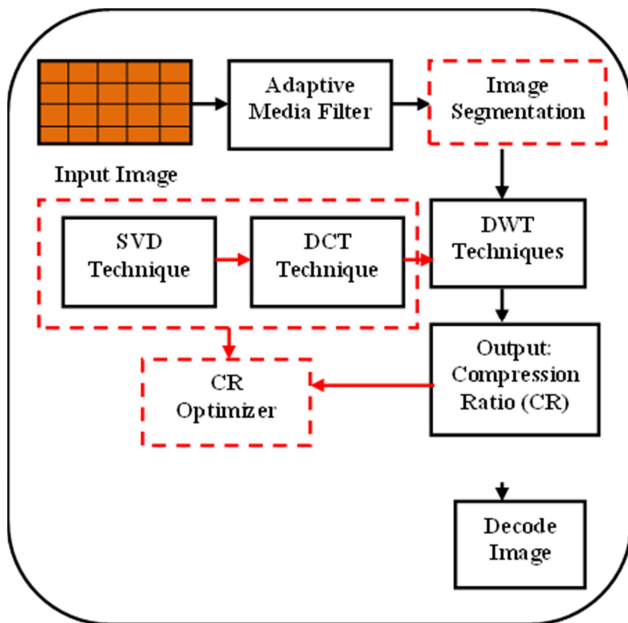 Adaptive
Media Filter
Image
Segmentation
Input Image
SVD
Technique
DCT
Technique
DWT
Techniques
CR
Optimizer
Output:
Compression
Ratio (CR)
Decode
Image